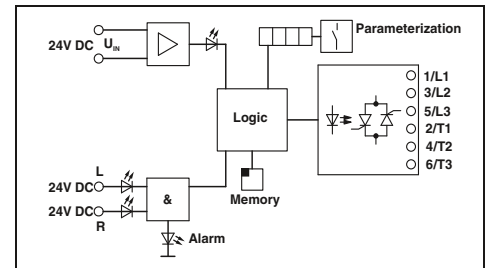 Parameterization
24V DC U IN
1/L1
3/L2
5/L3
2/T1
4/T2
6/T3
Logic
L
24V DC
24V DC
R
&
Memory
Alarm